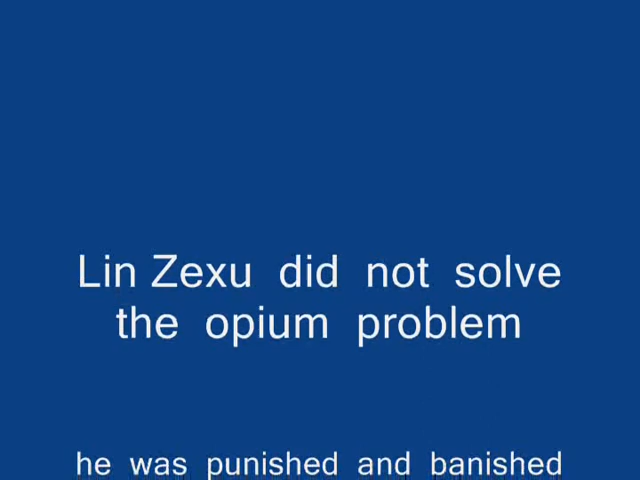 Lin Zexu did not solve
the opium problem
he was punished and banished